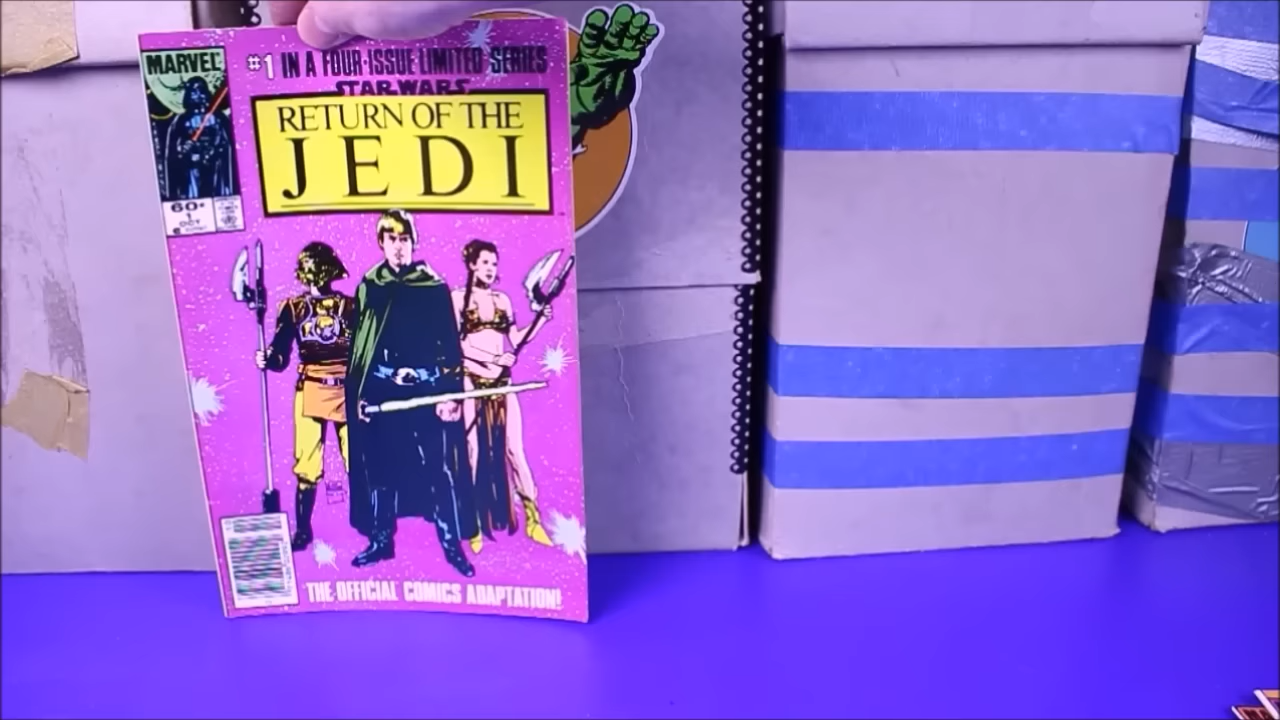 MARVEL
#1 IN A FOUR-ISSUE LIMITED SERIES
STAR WARS
RETURN OF THE
JEDI
60¢
1
OCT
THE OFFICIAL COMICS ADAPTATION!